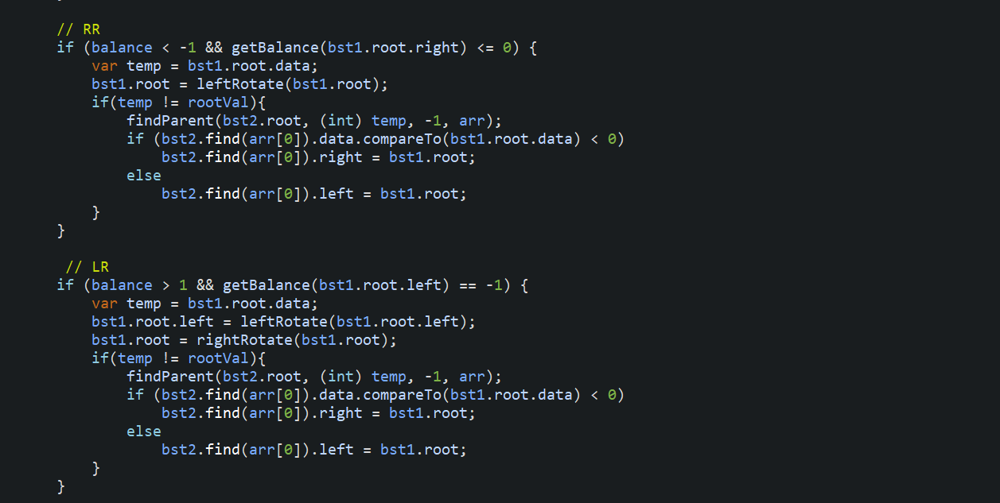 // RR
if (balance < -1 && getBalance(bst1.root.right) <= 0) {
var temp = bst1.root.data;
bst1.root = leftRotate(bst1.root);
if(temp != rootVal){
findParent(bst2.root, (int) temp, -1, arr);
if (bst2.find(arr[0]).data.compareTo(bst1.root.data) < 0)
bst2.find(arr[0]).right = bst1.root;
else
bst2.find(arr[0]).left = bst1.root;
}
}
// LR
if (balance > 1 && getBalance(bst1.root.left) == -1) {
var temp = bst1.root.data;
bst1.root.left = leftRotate(bst1.root.left);
bst1.root = rightRotate(bst1.root);
if(temp != rootVal){
findParent(bst2.root, (int) temp, -1, arr);
if (bst2.find(arr[0]).data.compareTo(bst1.root.data) < 0)
bst2.find(arr[0]).right = bst1.root;
else
bst2.find(arr[0]).left = bst1.root;
}
}